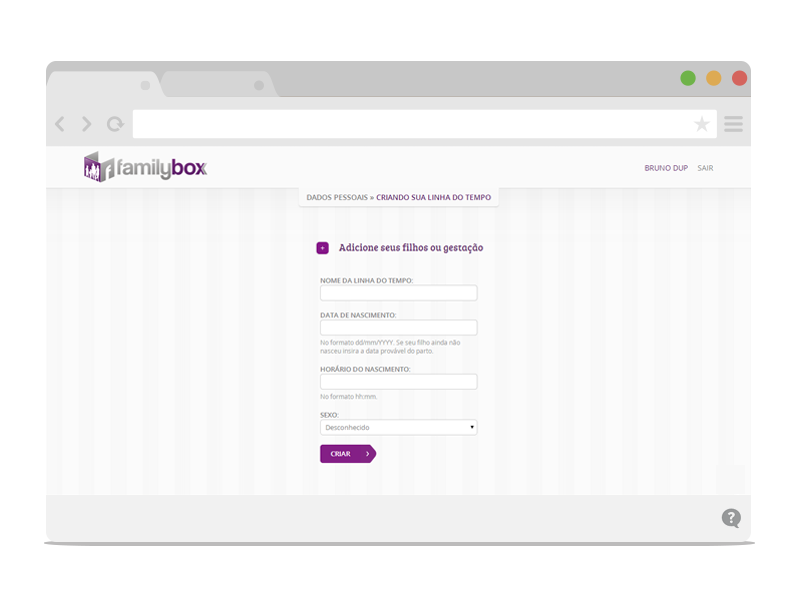 familybox
BRUNO DUP SAIR
DADOS PESSOAIS » CRIANDO SUA LINHA DO TEMPO
+ Adicione seus filhos ou gestação
NOME DA LINHA DO TEMPO:
DATA DE NASCIMENTO:
No formato dd/mm/YYYY. Se seu filho ainda não
nasceu insira a data provável do parto.
HORÁRIO DO NASCIMENTO:
No formato hh:mm.
SEXO:
Desconhecido
CRIAR
?